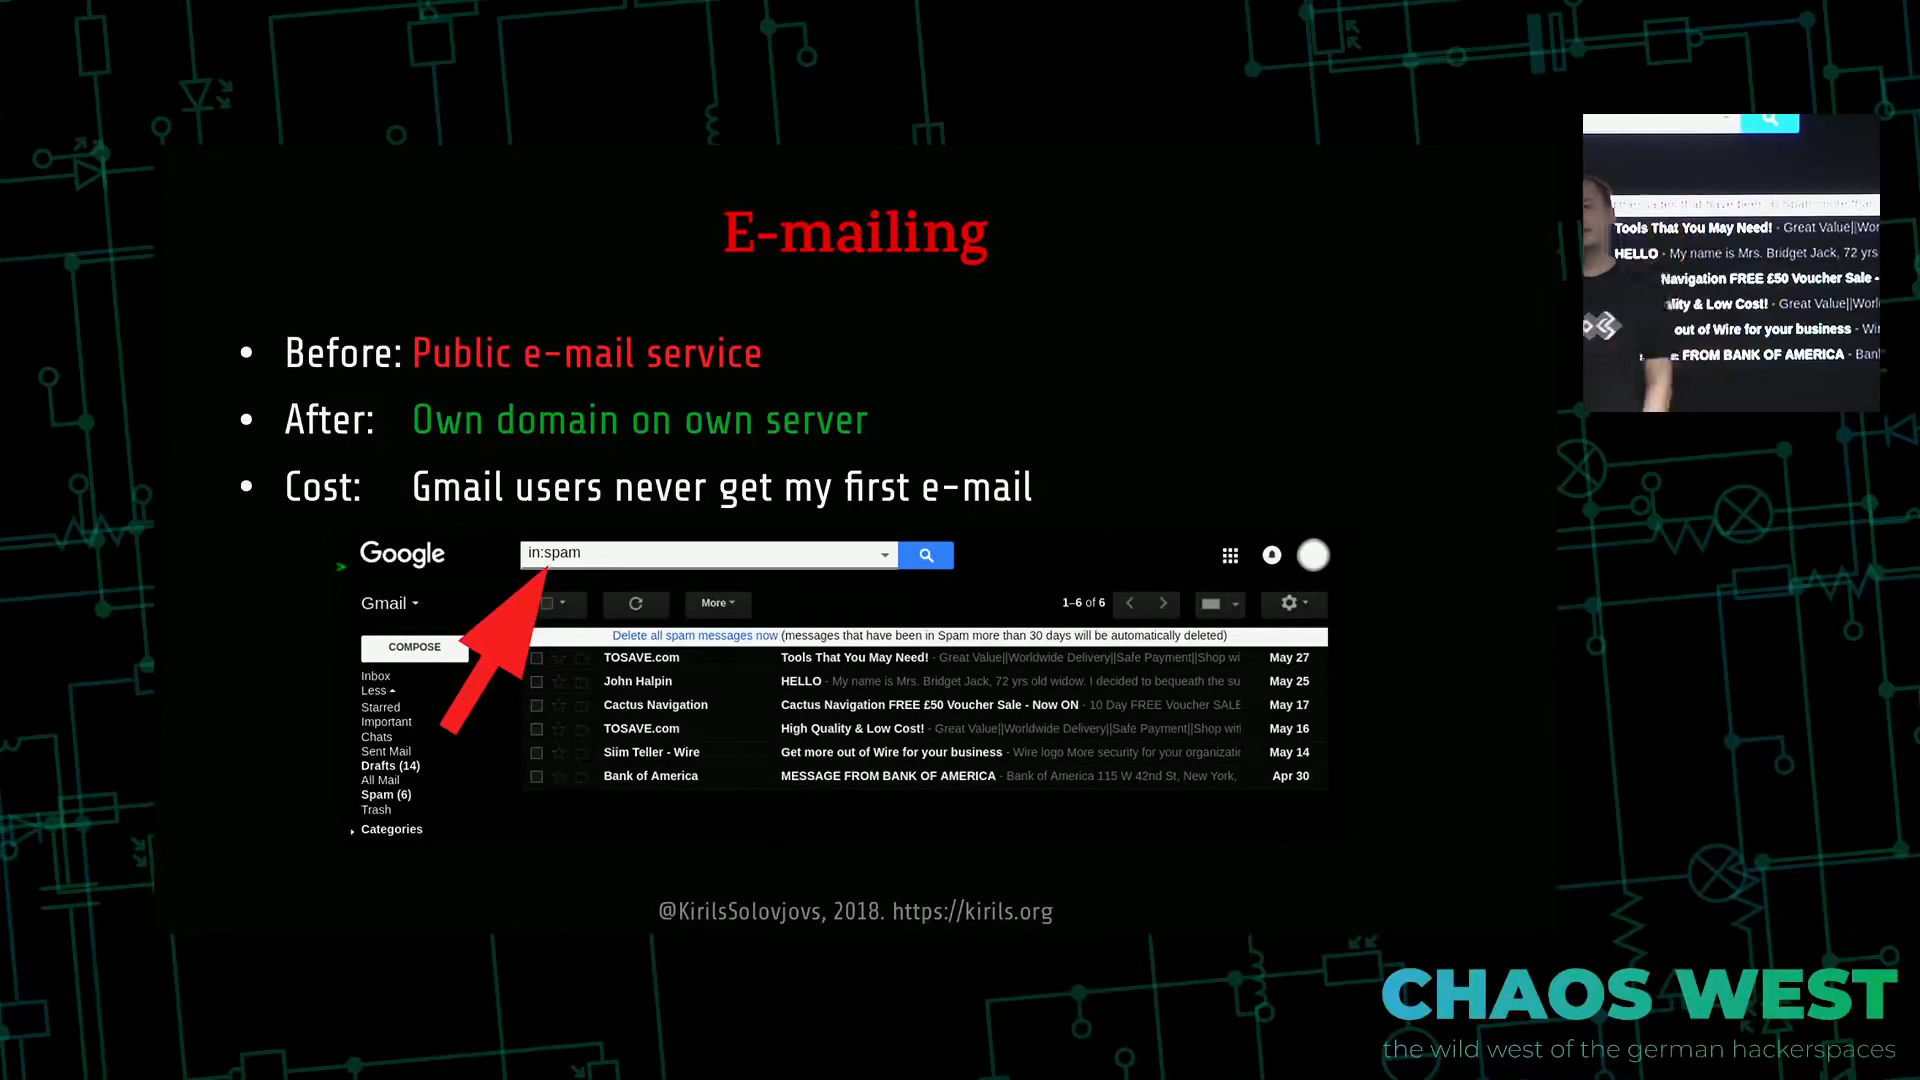 E-mailing
• Before: Public e-mail service
• After: Own domain on own server
• Cost: Gmail users never get my first e-mail
Google
in:spam
Gmail
More
1–6 of 6
COMPOSE
Delete all spam messages now (messages that have been in Spam more than 30 days will be automatically deleted)
TOSAVE.com Tools That You May Need! - Great Value||Worldwide Delivery||Safe Payment||Shop wi May 27
John Halpin HELLO - My name is Mrs. Bridget Jack, 72 yrs old widow. I decided to bequeath the su May 25
Cactus Navigation Cactus Navigation FREE £50 Voucher Sale - Now ON - 10 Day FREE Voucher SALE May 17
TOSAVE.com High Quality & Low Cost! - Great Value||Worldwide Delivery||Safe Payment||Shop wit May 16
Siim Teller - Wire Get more out of Wire for your business - Wire logo More security for your organizatio May 14
Bank of America MESSAGE FROM BANK OF AMERICA - Bank of America 115 W 42nd St, New York, Apr 30
Inbox
Less
Starred
Important
Chats
Sent Mail
Drafts (14)
All Mail
Spam (6)
Trash
Categories
@KirilsSolovjovs, 2018. https://kirils.org
Tools That You May Need! - Great Value||Wor
HELLO - My name is Mrs. Bridget Jack, 72 yrs
Navigation FREE £50 Voucher Sale -
lity & Low Cost! - Great Value||Worl
out of Wire for your business - Wi
FROM BANK OF AMERICA - Ban
CHAOS WEST
the wild west of the german hackerspaces